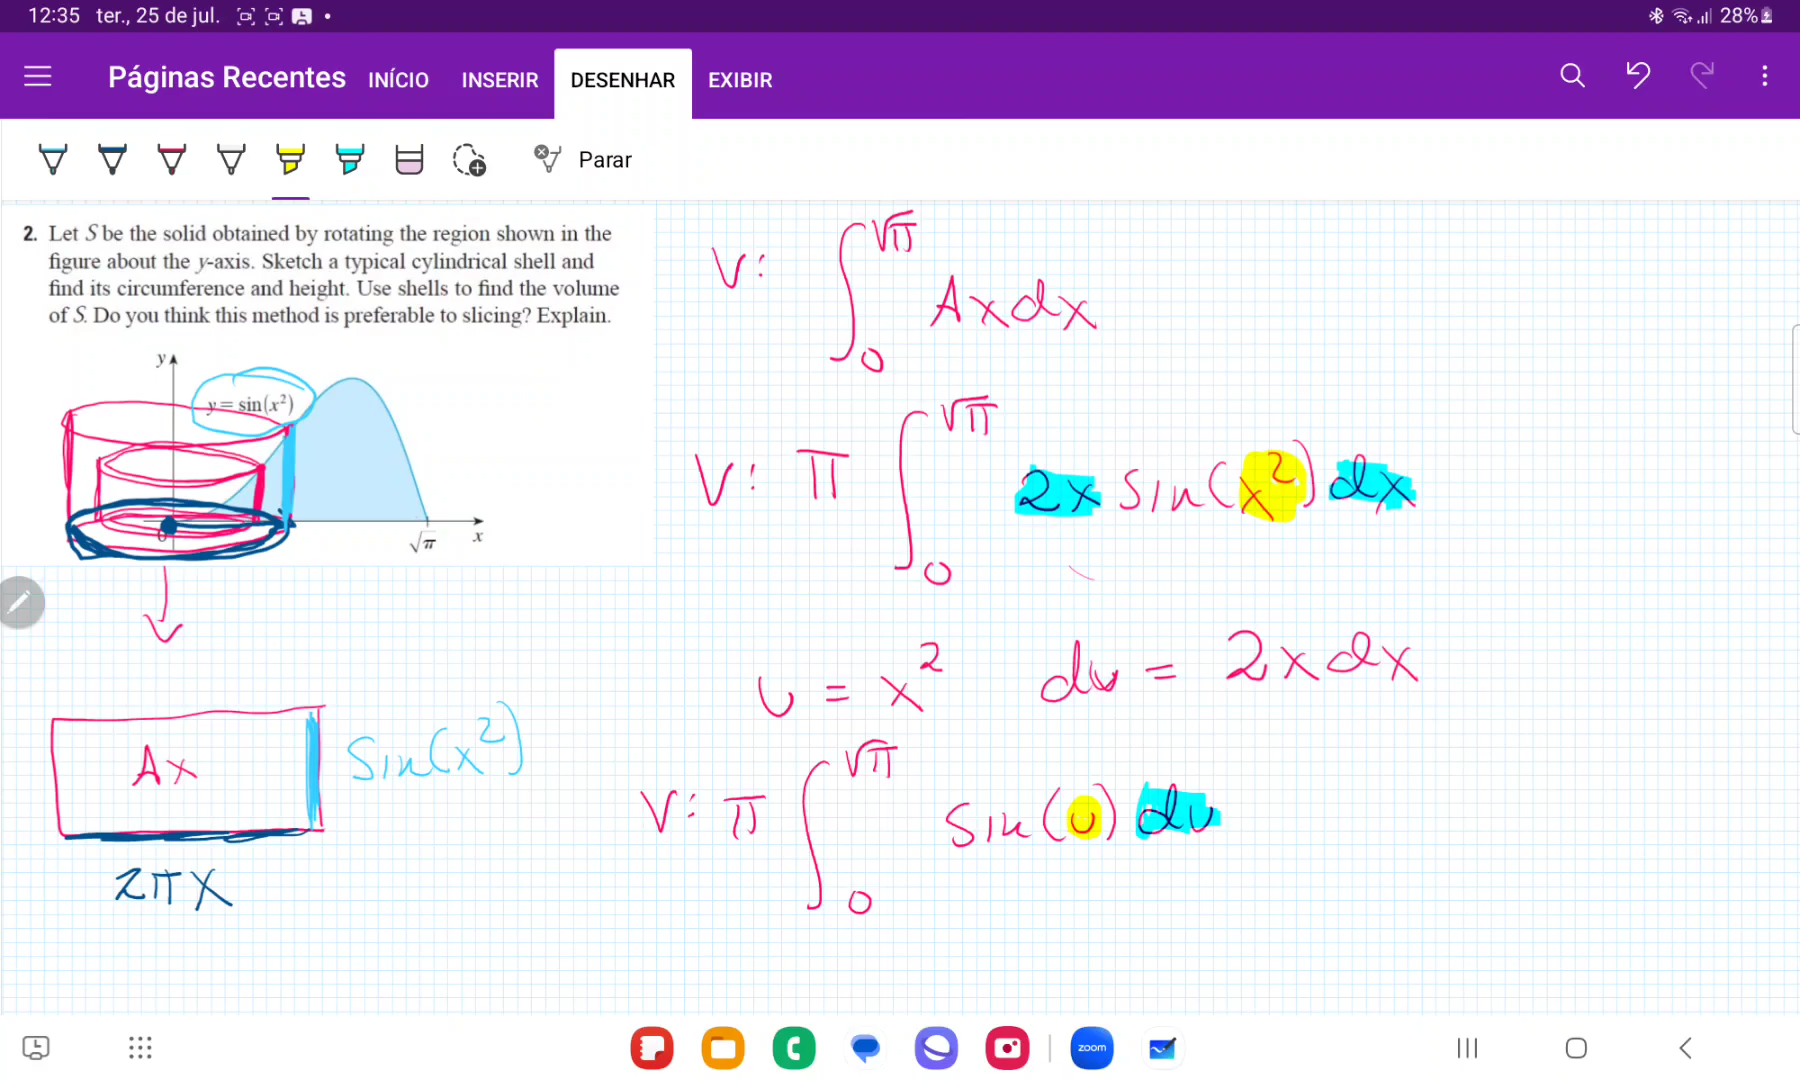 12:35 ter., 25 de jul.
28%
Páginas Recentes INÍCIO INSERIR DESENHAR EXIBIR
Parar
2. Let S be the solid obtained by rotating the region shown in the
figure about the y-axis. Sketch a typical cylindrical shell and
find its circumference and height. Use shells to find the volume
of S. Do you think this method is preferable to slicing? Explain.
y
y = sin(x²)
0
√π
x
Ax
Sin(x²)
2πx
V: ∫₀^√π Ax dx
V: π ∫₀^√π 2x sin(x²) dx
u = x² du = 2x dx
V: π ∫₀^√π sin(u) du
zoom